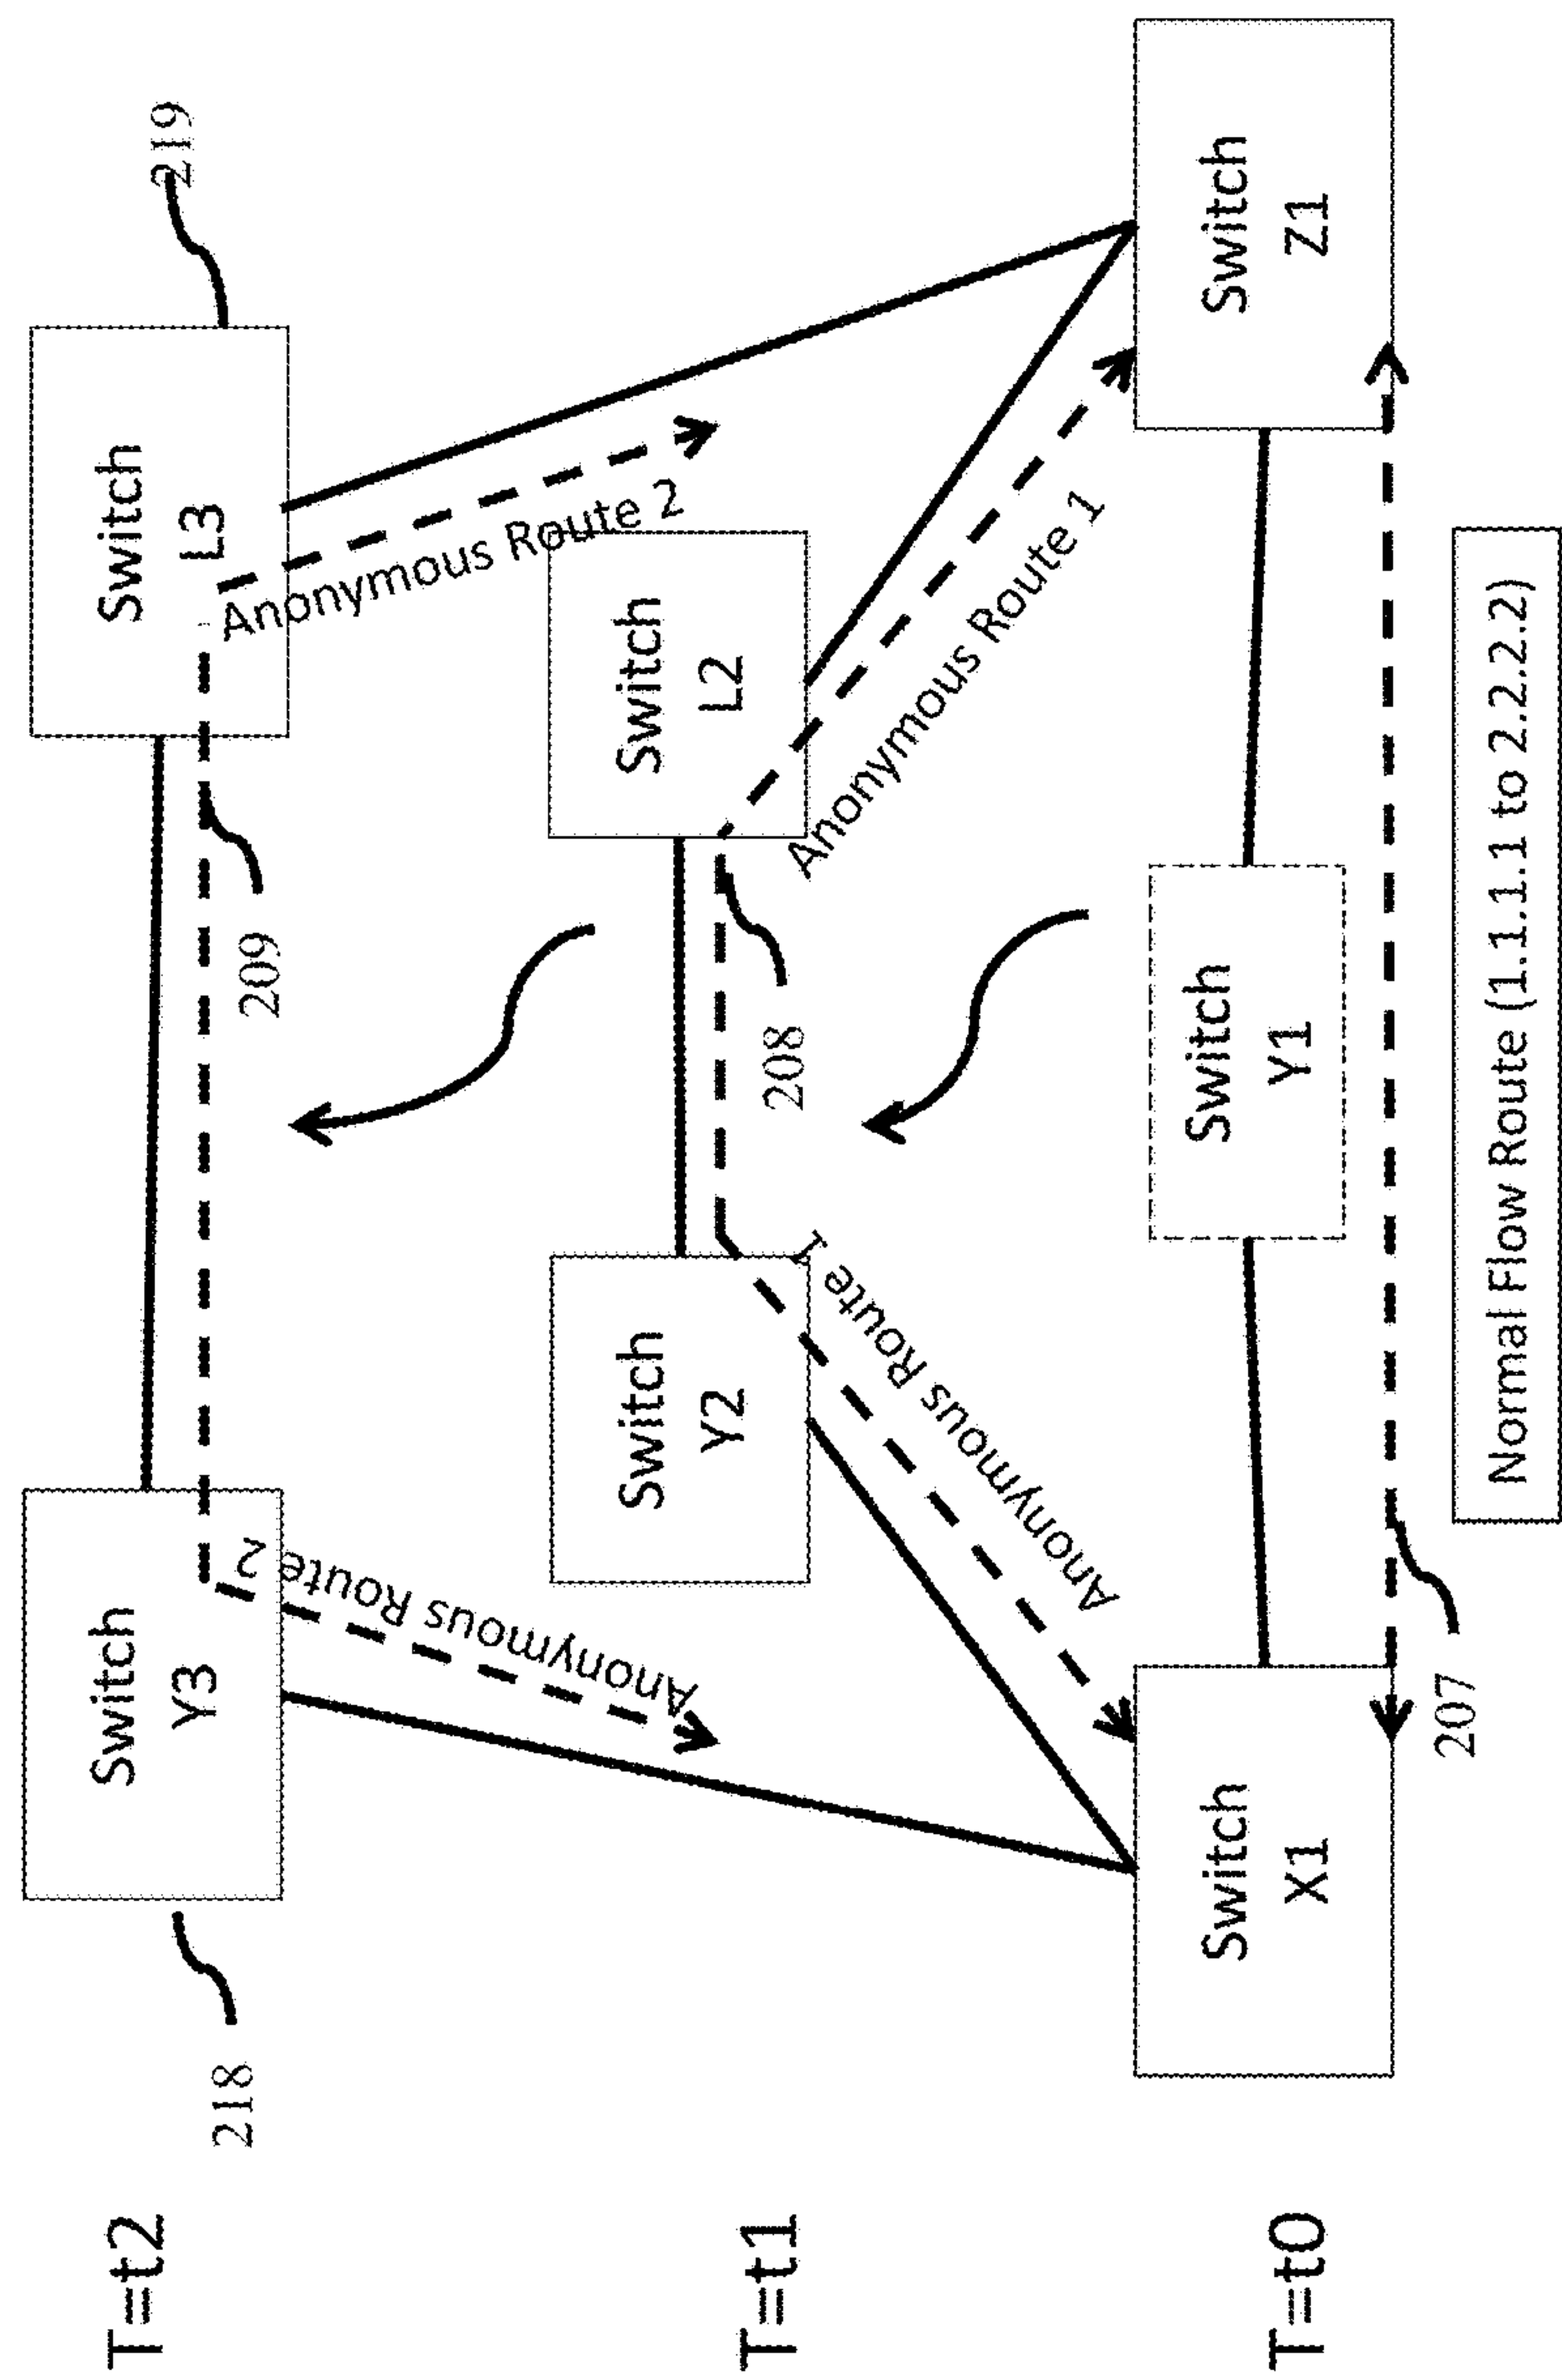 T=t2
218
Switch
Y3
Anonymous Route 2
209
Switch
L3
Anonymous Route 2
219
T=t1
Switch
Y2
Anonymous Route 1
208
Switch
L2
Anonymous Route 1
T=t0
Switch
X1
Switch
Y1
Switch
Z1
207
Normal Flow Route (1.1.1.1 to 2.2.2.2)